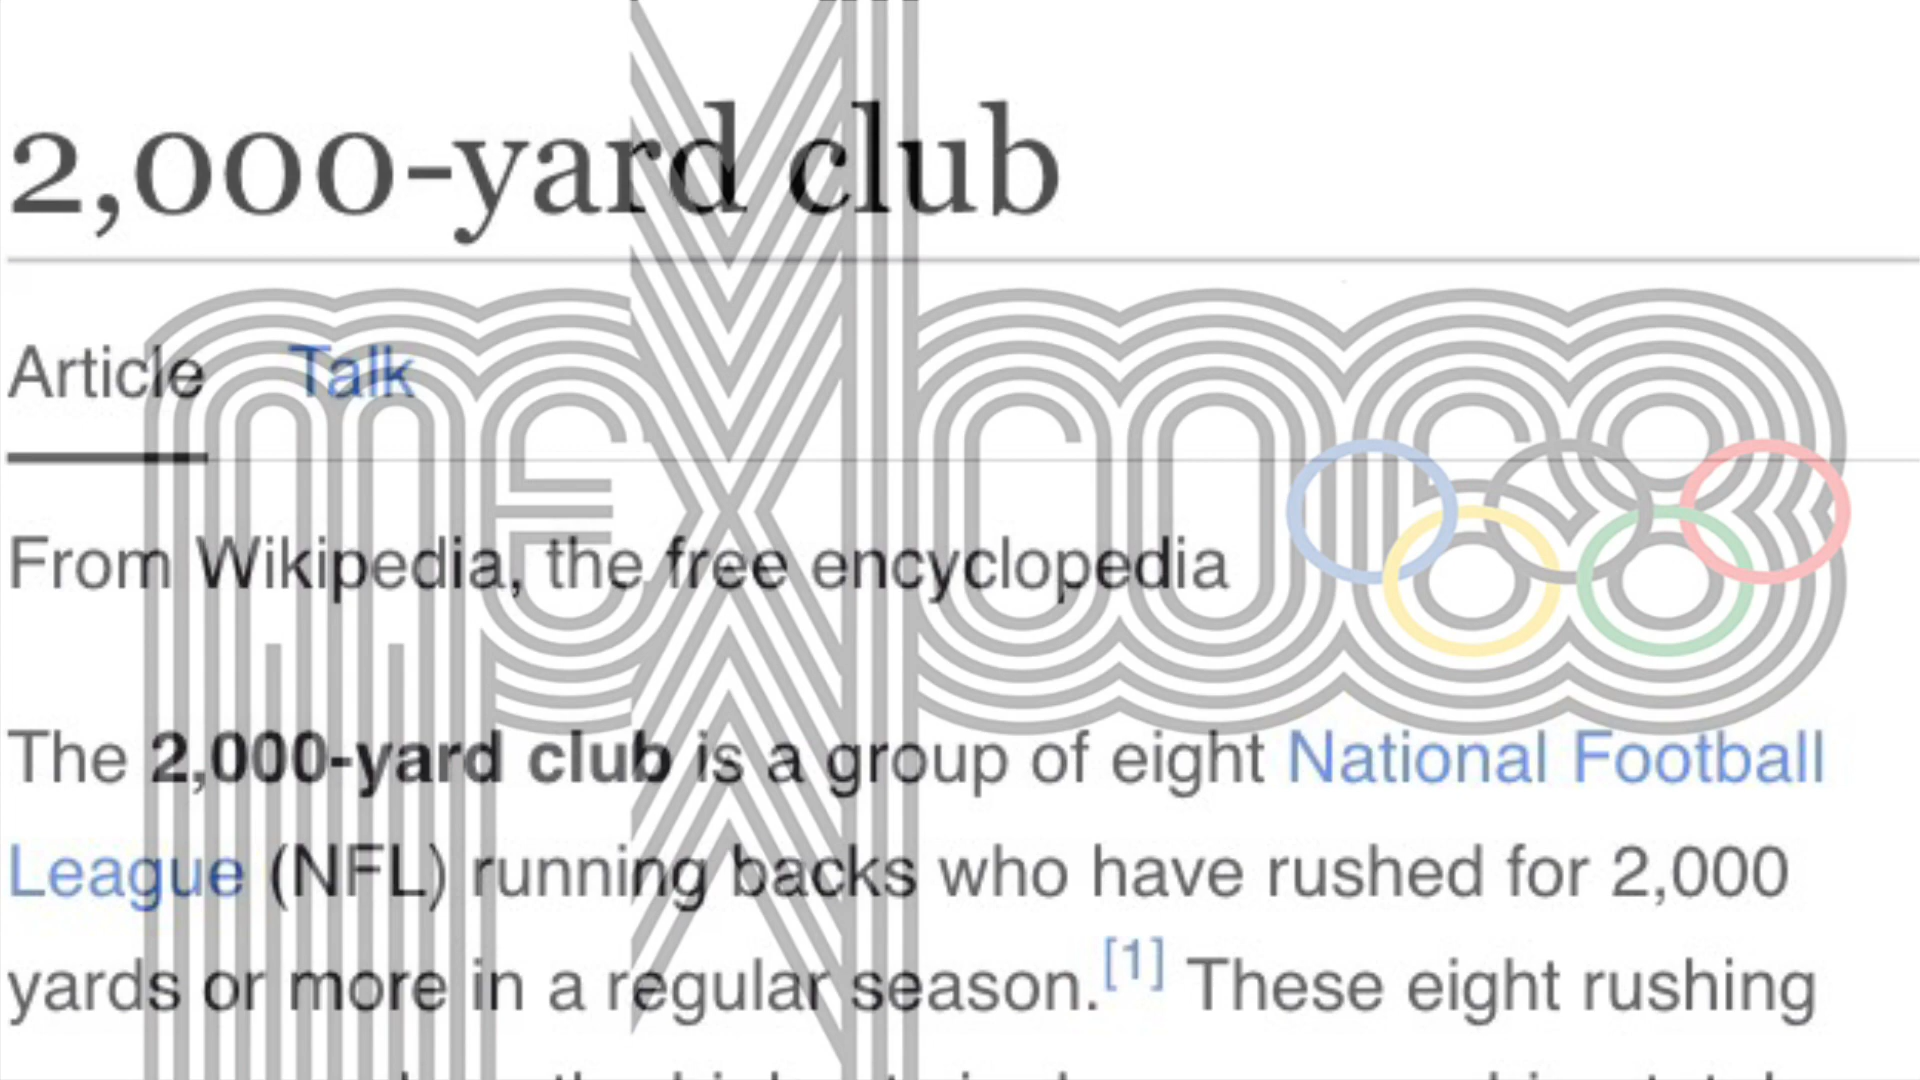 2,000-yard club
Article Talk
mexico68
From Wikipedia, the free encyclopedia
The 2,000-yard club is a group of eight National Football
League (NFL) running backs who have rushed for 2,000
yards or more in a regular season.[1] These eight rushing